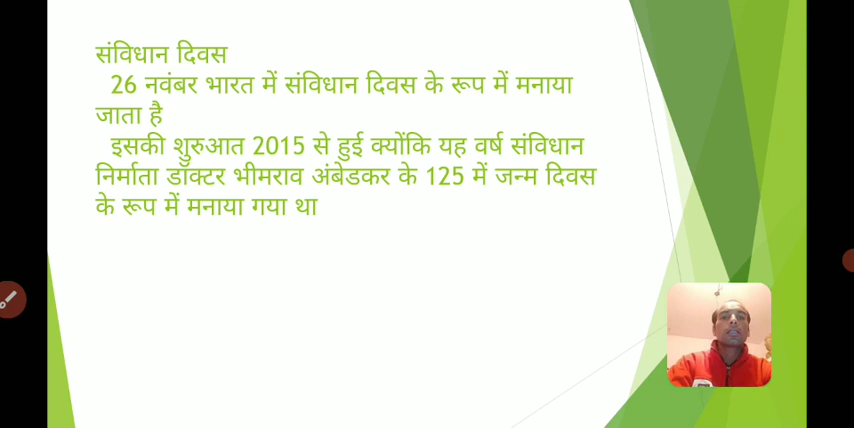 संविधान दिवस
26 नवंबर भारत में संविधान दिवस के रूप में मनाया
जाता है
इसकी शुरुआत 2015 से हुई क्योंकि यह वर्ष संविधान
निर्माता डॉक्टर भीमराव अंबेडकर के 125 में जन्म दिवस
के रूप में मनाया गया था